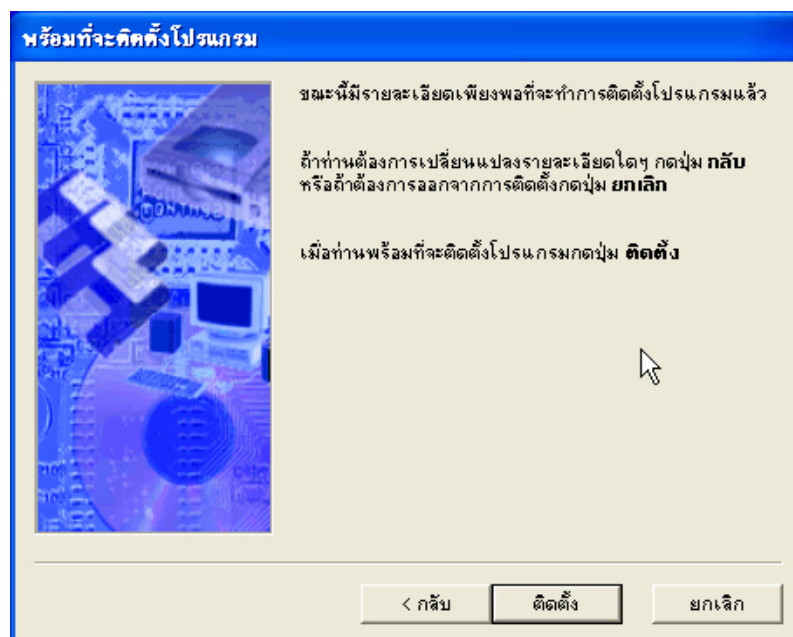 พร้อมที่จะติดตั้งโปรแกรม
ขณะนี้มีรายละเอียดเพียงพอที่จะทำการติดตั้งโปรแกรมแล้ว
ถ้าท่านต้องการเปลี่ยนแปลงรายละเอียดใดๆ กดปุ่ม กลับ
หรือถ้าต้องการออกจากการติดตั้งกดปุ่ม ยกเลิก
เมื่อท่านพร้อมที่จะติดตั้งโปรแกรมกดปุ่ม ติดตั้ง
< กลับ
ติดตั้ง
ยกเลิก